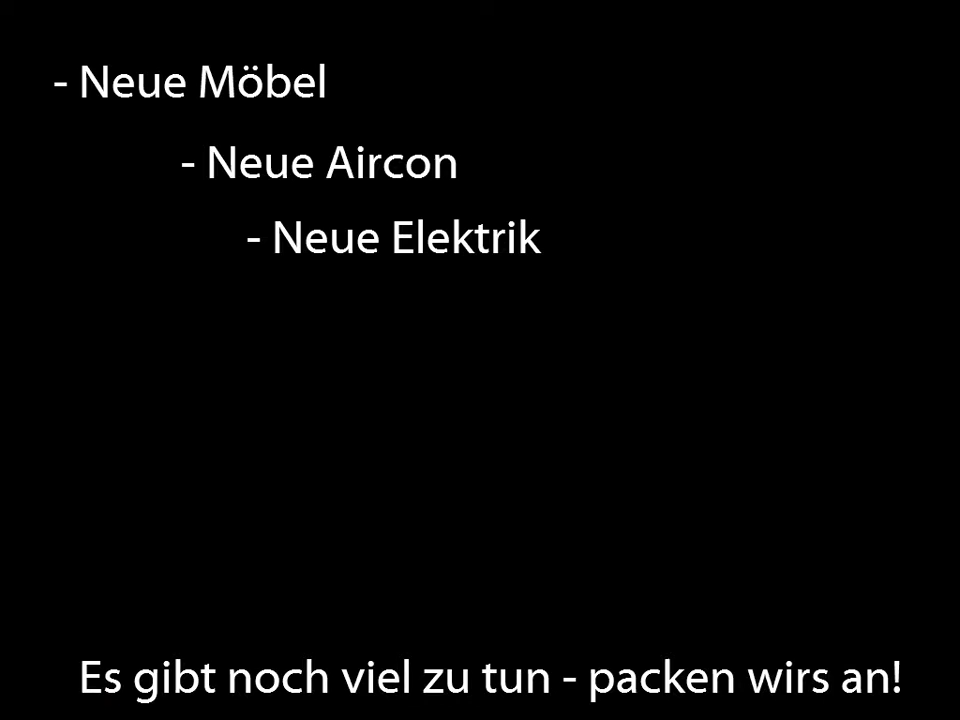 - Neue Möbel
- Neue Aircon
- Neue Elektrik
Es gibt noch viel zu tun - packen wirs an!